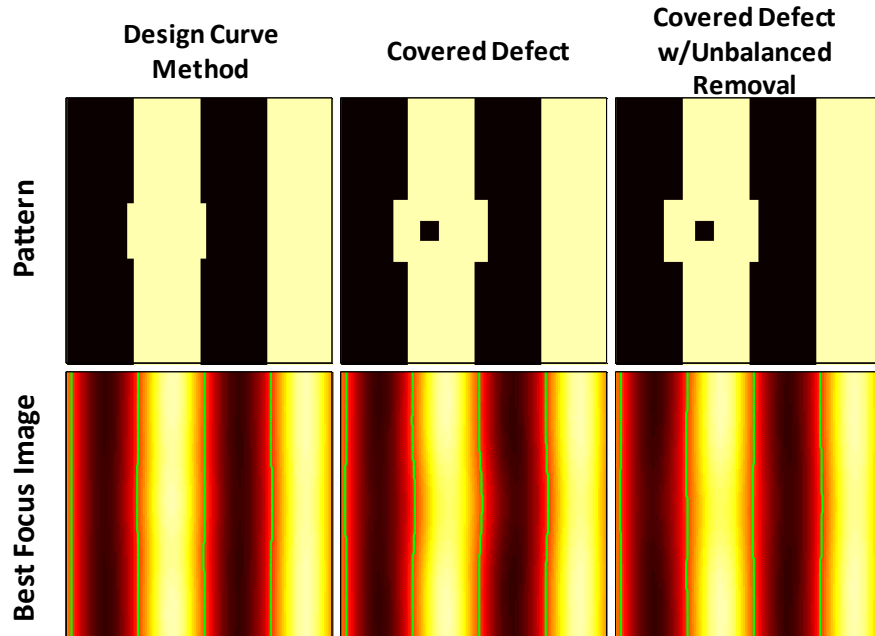 Design Curve
Method
Covered Defect
Covered Defect
w/Unbalanced
Removal
Pattern
Best Focus Image